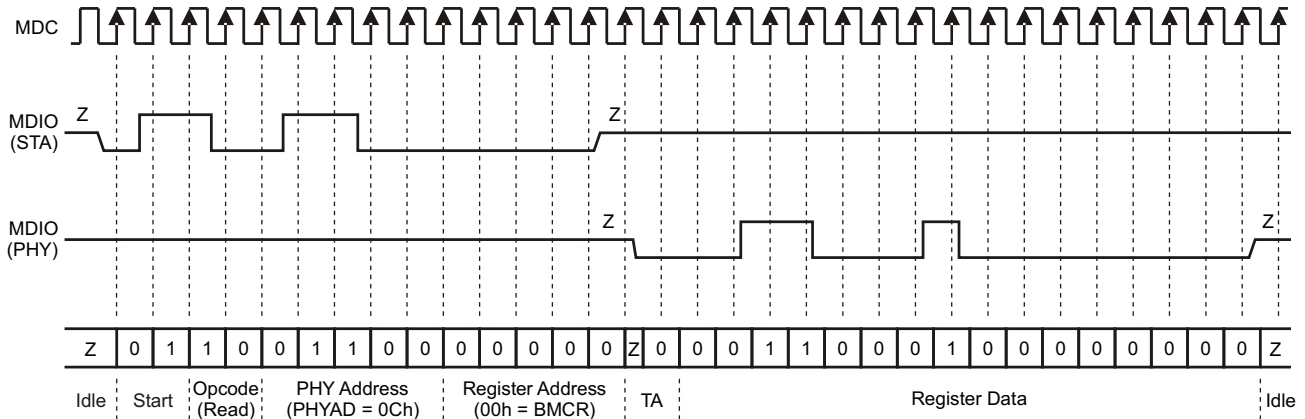 MDC
Z
Z
MDIO
(STA)
Z
Z
MDIO
(PHY)
Z 0 1 1 0 0 1 1 0 0 0 0 0 0 0 Z 0 0 0 1 1 0 0 0 1 0 0 0 0 0 0 0 0 Z
Idle Start Opcode (Read) PHY Address (PHYAD = 0Ch) Register Address (00h = BMCR) TA Register Data Idle